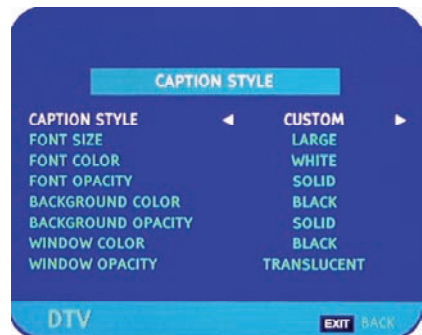 CAPTION STYLE
CAPTION STYLE ◄ CUSTOM ►
FONT SIZE LARGE
FONT COLOR WHITE
FONT OPACITY SOLID
BACKGROUND COLOR BLACK
BACKGROUND OPACITY SOLID
WINDOW COLOR BLACK
WINDOW OPACITY TRANSLUCENT
DTV EXIT BACK